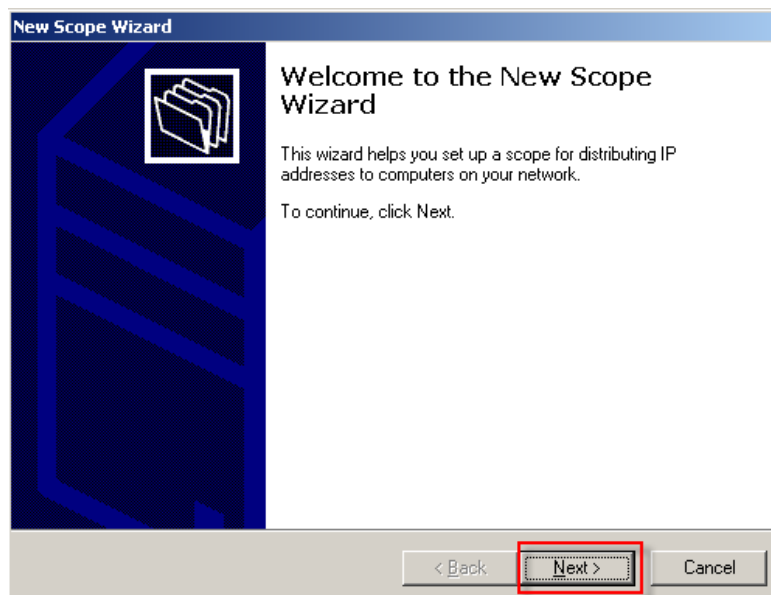 New Scope Wizard
Welcome to the New Scope
Wizard
This wizard helps you set up a scope for distributing IP
addresses to computers on your network.
To continue, click Next.
< Back
Next >
Cancel